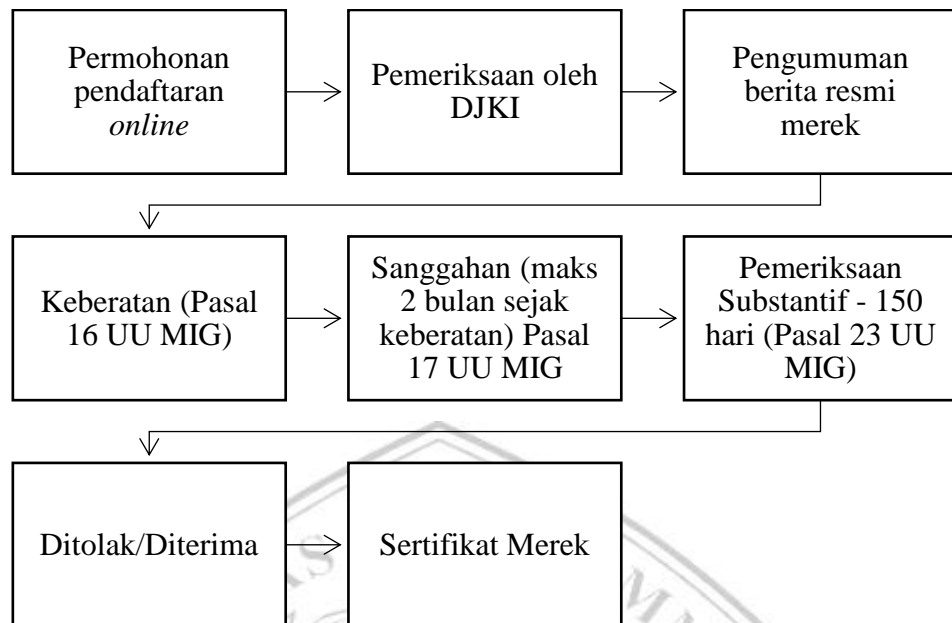 Permohonan
pendaftaran
online
Pemeriksaan oleh
DJKI
Pengumuman
berita resmi
merek
Keberatan (Pasal
16 UU MIG)
Sanggahan (maks
2 bulan sejak
keberatan) Pasal
17 UU MIG
Pemeriksaan
Substantif - 150
hari (Pasal 23 UU
MIG)
Ditolak/Diterima
Sertifikat Merek